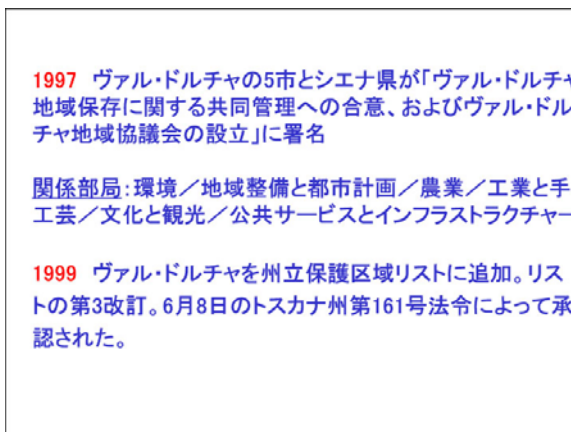 1997 ヴァル・ドルチャの5市とシエナ県が「ヴァル・ドルチャ
地域保存に関する共同管理への合意、およびヴァル・ドル
チャ地域協議会の設立」に署名
関係部局:環境／地域整備と都市計画／農業／工業と手
工芸／文化と観光／公共サービスとインフラストラクチャー
1999 ヴァル・ドルチャを州立保護区域リストに追加。リス
トの第3改訂。6月8日のトスカナ州第161号法令によって承
認された。